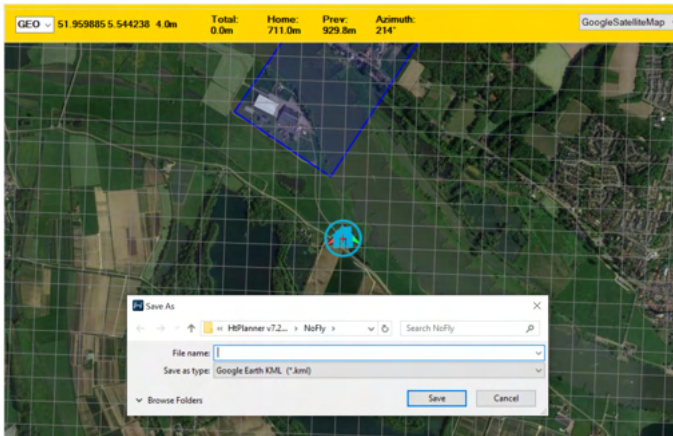 GEO 51.959885 5.544238 4.0m
Total:
0.0m
Home:
711.0m
Prev:
929.8m
Azimuth:
214°
GoogleSatelliteMap
Save As
« HtPlanner v7.2... > NoFly >
Search NoFly
File name:
Save as type: Google Earth KML (*.kml)
Browse Folders
Save
Cancel